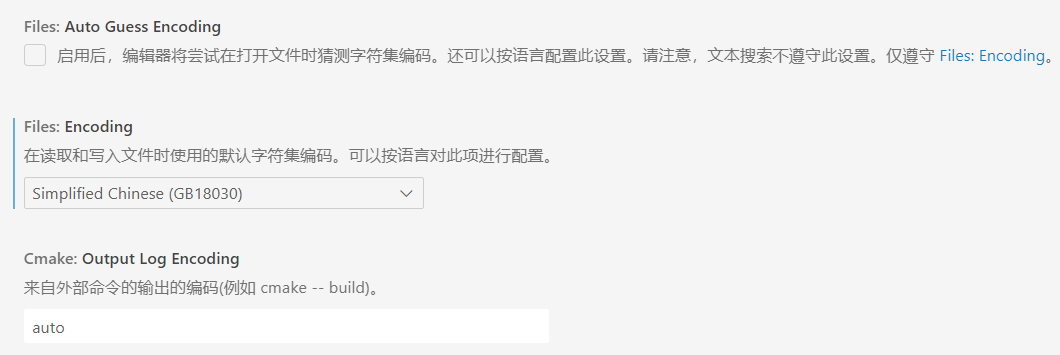 Files: Auto Guess Encoding
启用后，编辑器将尝试在打开文件时猜测字符集编码。还可以按语言配置此设置。请注意，文本搜索不遵守此设置。仅遵守 Files: Encoding。
Files: Encoding
在读取和写入文件时使用的默认字符集编码。可以按语言对此项进行配置。
Simplified Chinese (GB18030)
Cmake: Output Log Encoding
来自外部命令的输出的编码(例如 cmake -- build)。
auto